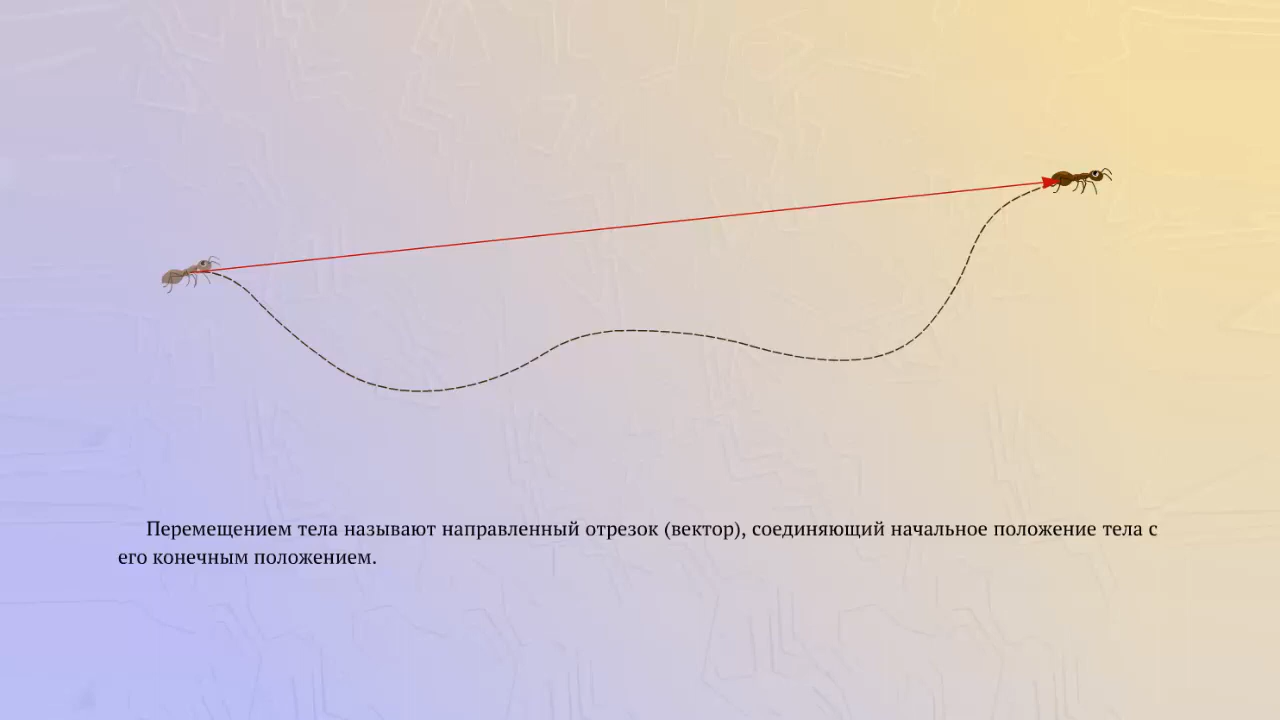 Перемещением тела называют направленный отрезок (вектор), соединяющий начальное положение тела с
его конечным положением.